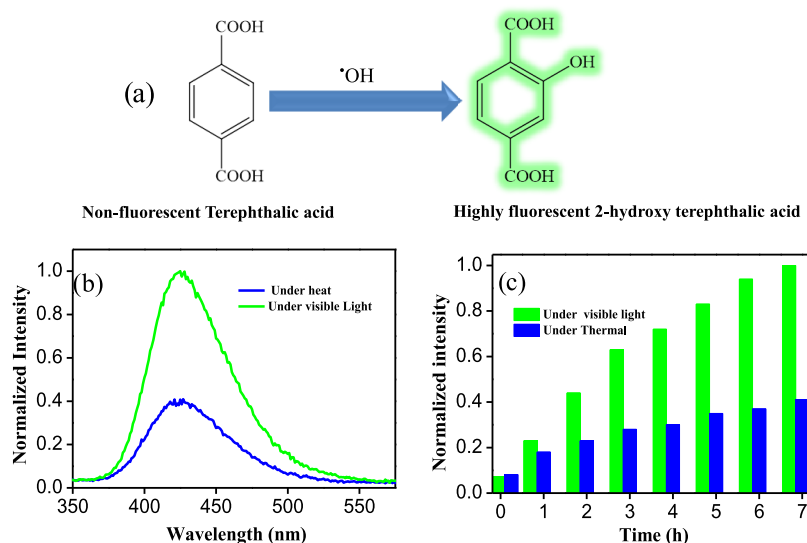 COOH
COOH
(a)
•OH
COOH
OH
COOH
Non-fluorescent Terephthalic acid
Highly fluorescent 2-hydroxy terephthalic acid
(b)
Under heat
Under visible Light
Normalized Intensity
1.0
0.8
0.6
0.4
0.2
0.0
350 400 450 500 550
Wavelength (nm)
(c)
Under visible light
Under Thermal
Normalized intensity
1.0
0.8
0.6
0.4
0.2
0.0
0 1 2 3 4 5 6 7
Time (h)